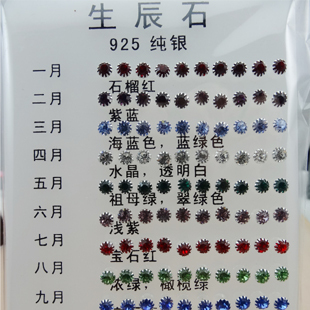 生辰石
925 纯银
一月
石榴红
二月
紫蓝
三月
海蓝色，蓝绿色
四月
水晶，透明白
五月
祖母绿，翠绿色
六月
浅紫
七月
宝石红
八月
浓绿，橄榄绿
九月